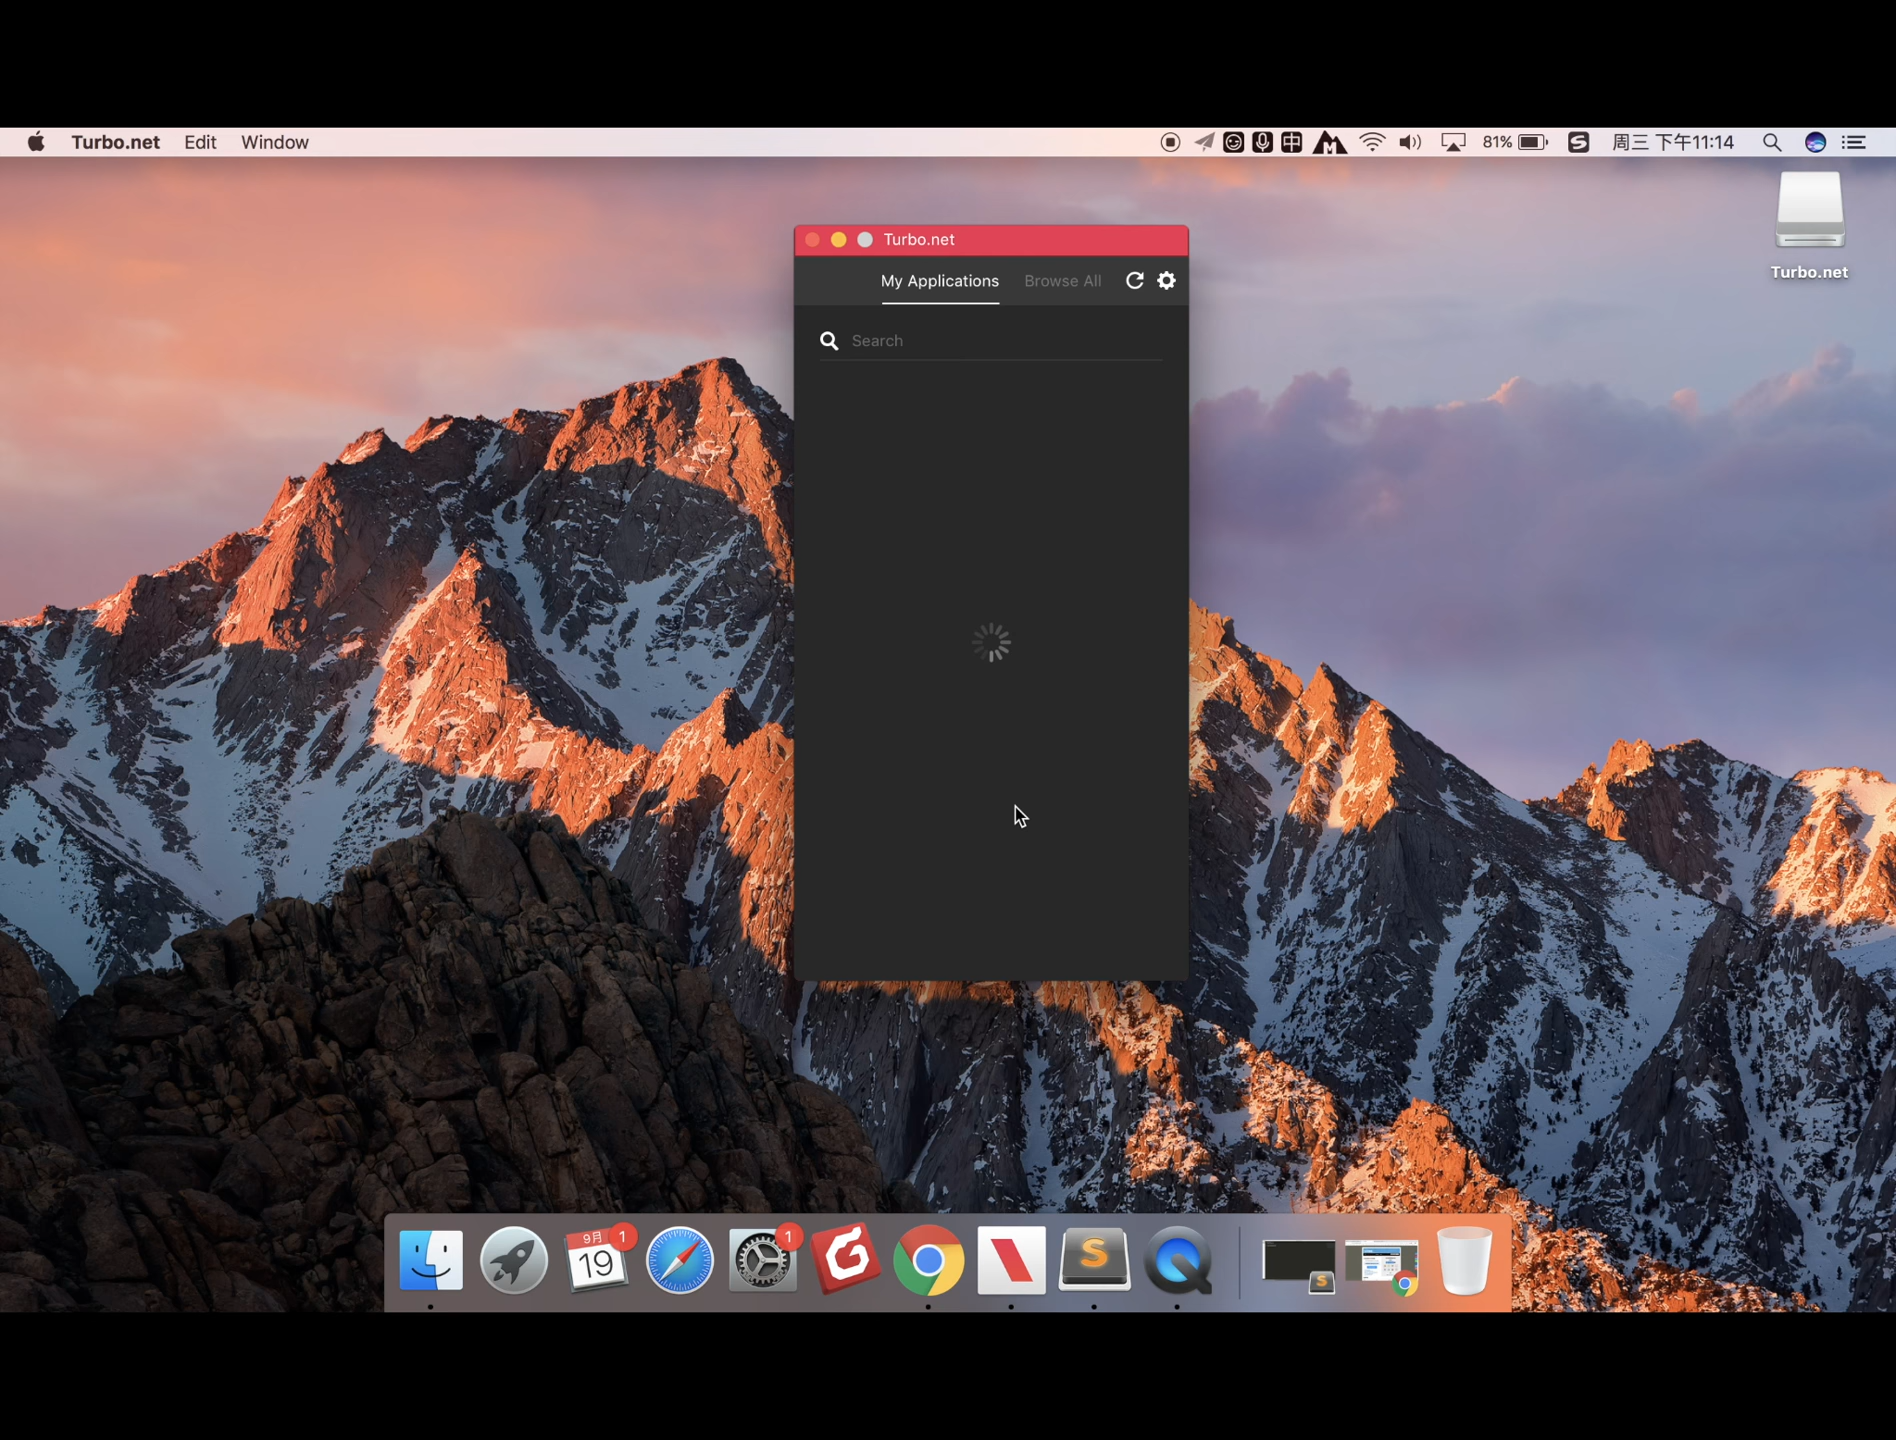 Turbo.net Edit Window 中 81% 周三 下午11:14
Turbo.net
Turbo.net
My Applications Browse All
Search
9月 1
19
1